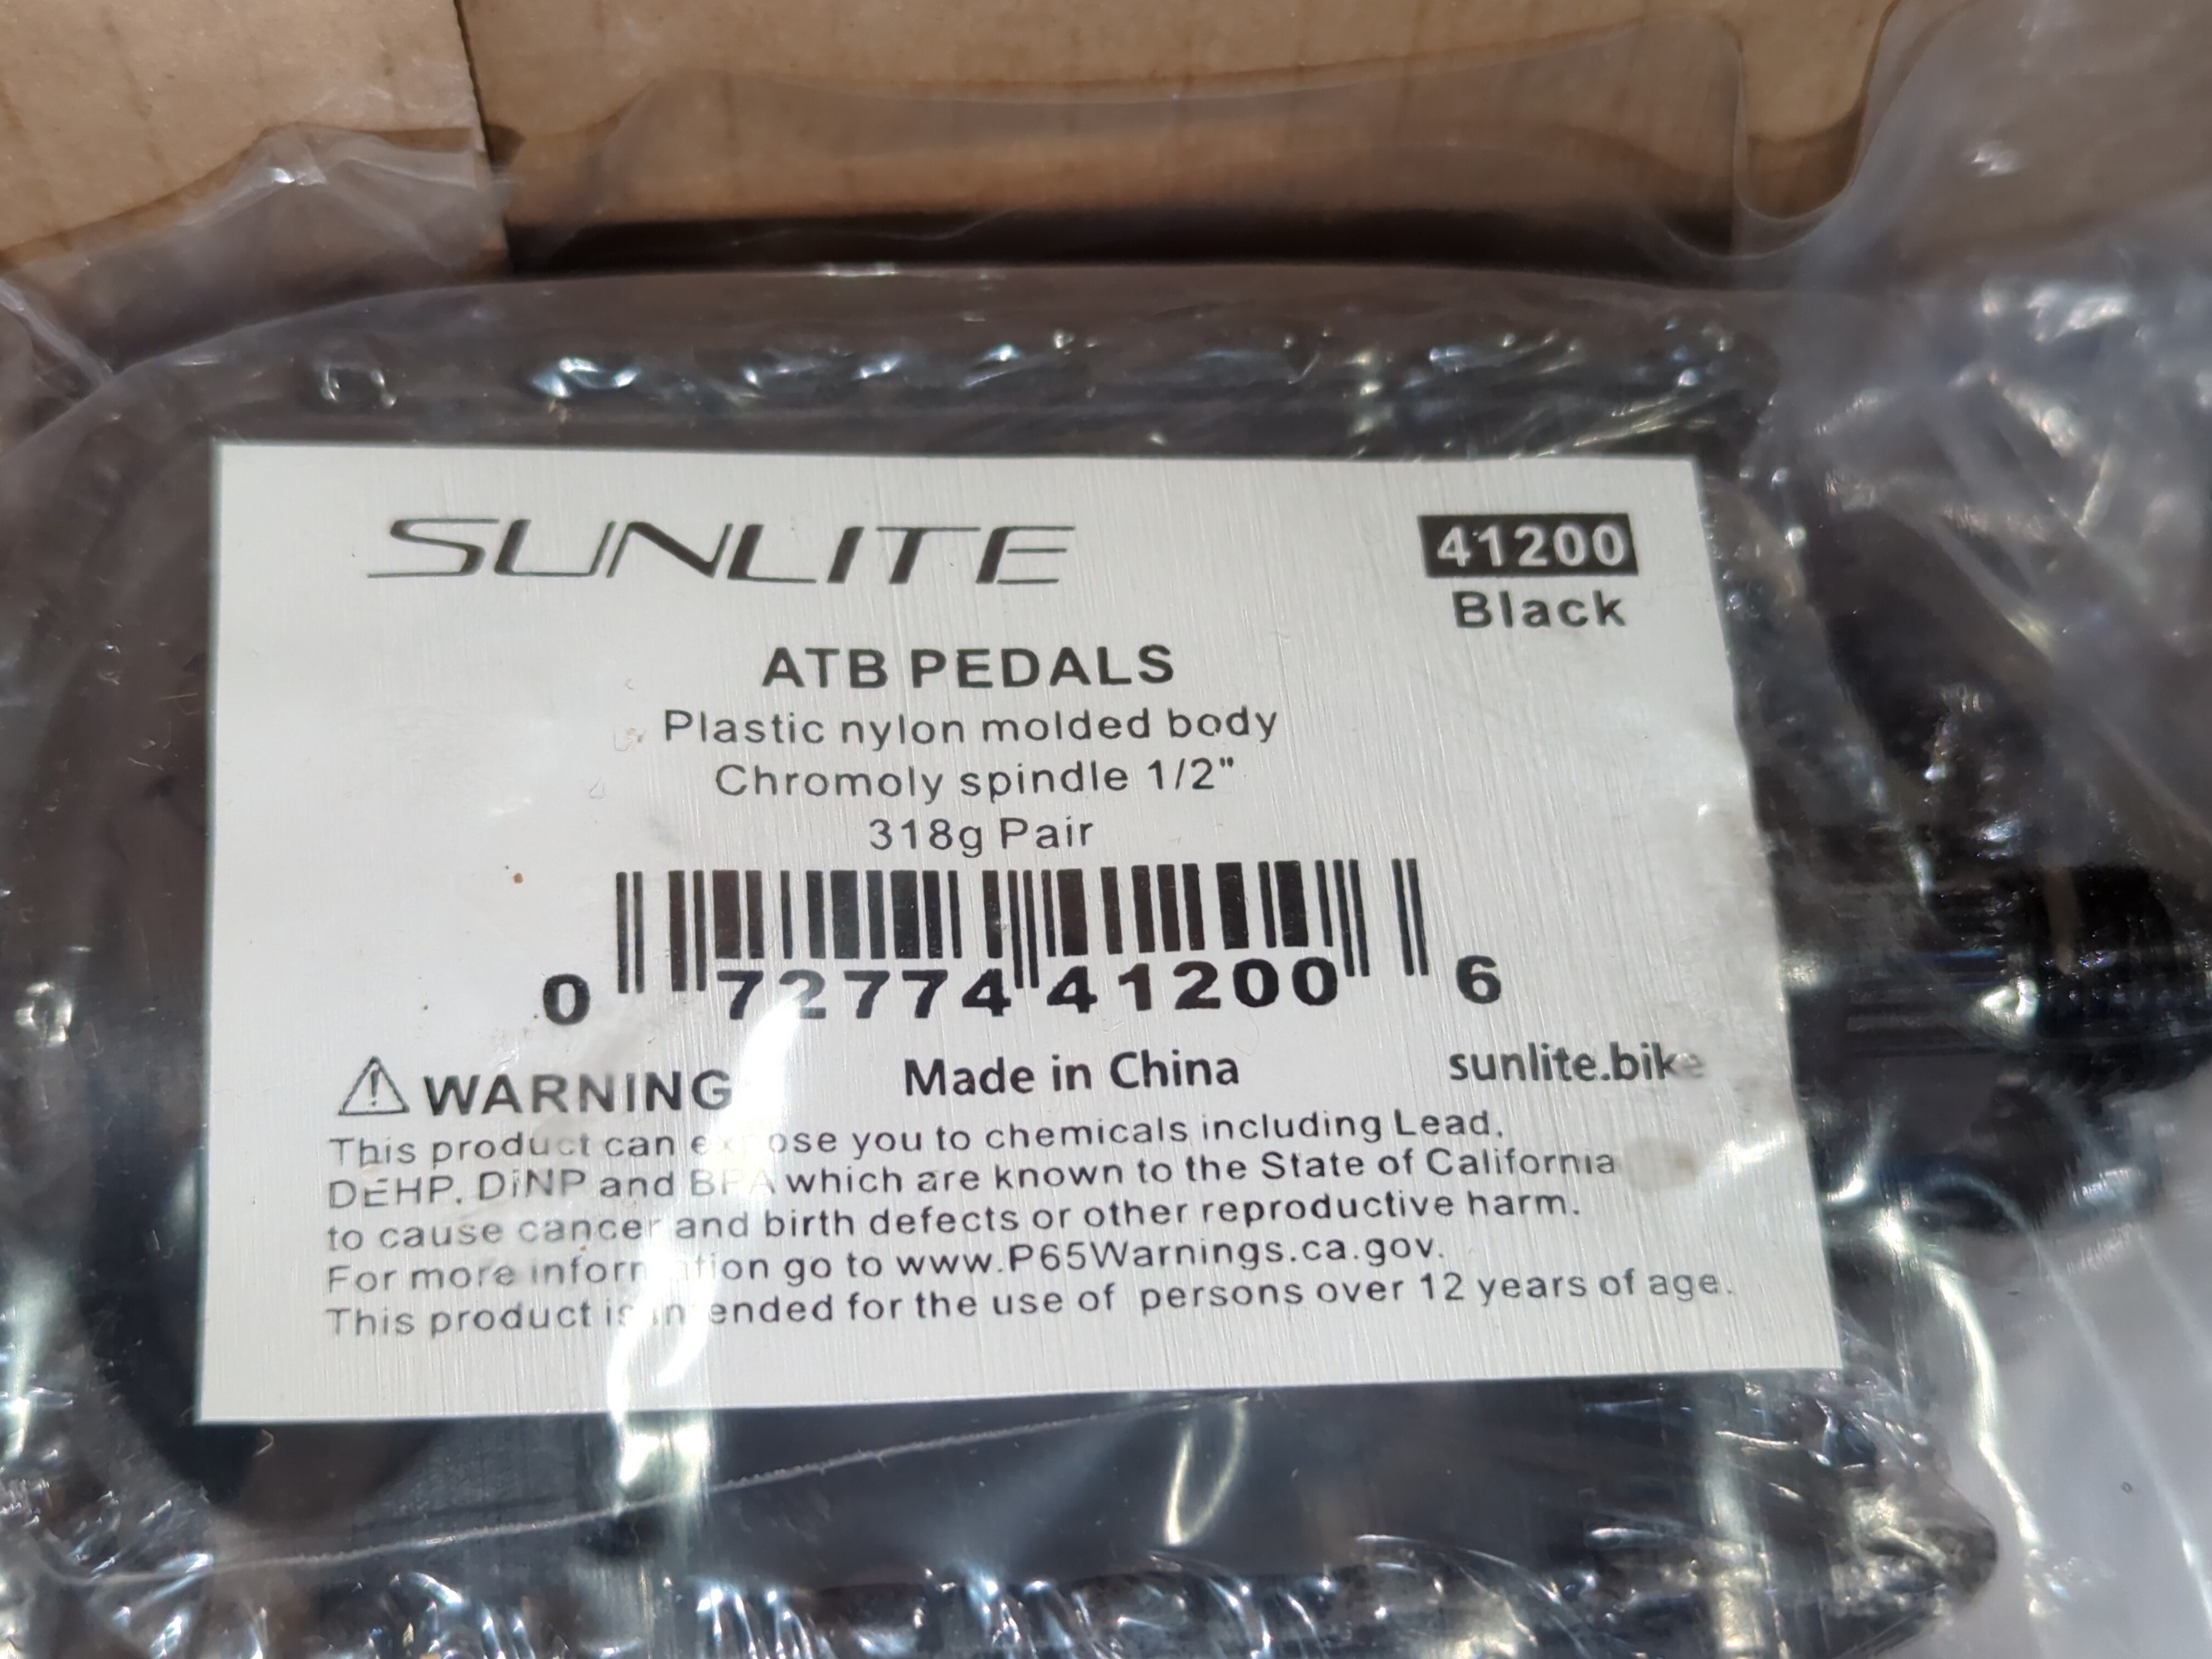 SUNLITE
41200
Black
ATB PEDALS
Plastic nylon molded body
Chromoly spindle 1/2"
318g Pair
0 72774 41200 6
Made in China
sunlite.bike
⚠ WARNING
This product can expose you to chemicals including Lead,
DEHP, DiNP and BPA which are known to the State of California
to cause cancer and birth defects or other reproductive harm.
For more information go to www.P65Warnings.ca.gov.
This product is intended for the use of persons over 12 years of age.